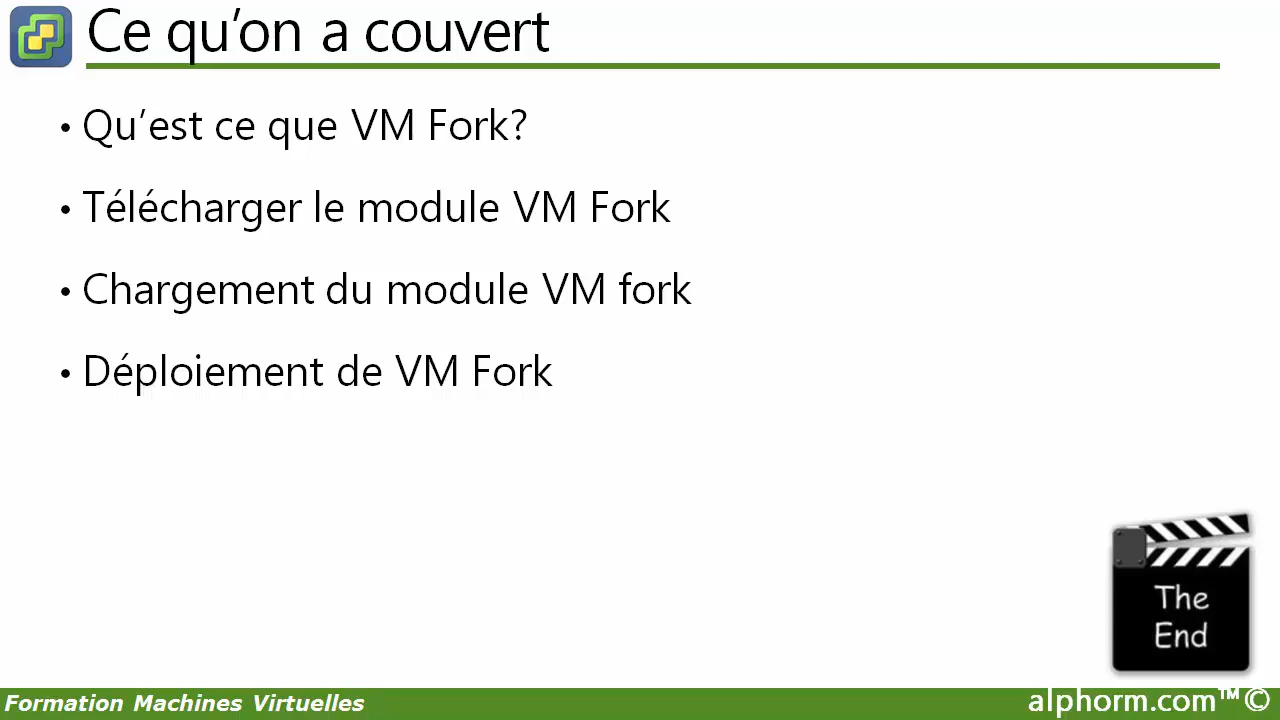 Ce qu’on a couvert
• Qu’est ce que VM Fork?
• Télécharger le module VM Fork
• Chargement du module VM fork
• Déploiement de VM Fork
The
End
Formation Machines Virtuelles
alphorm.com™©